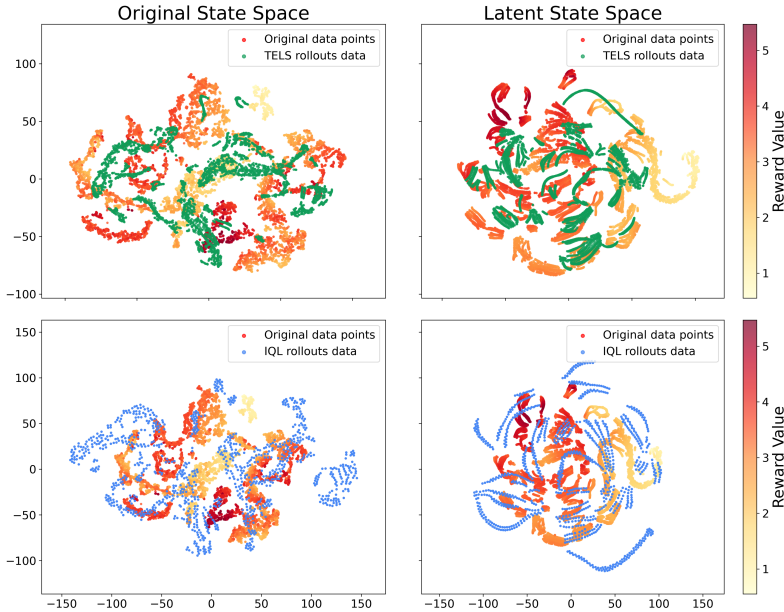 Original State Space
Latent State Space
Original data points
TELS rollouts data
Original data points
TELS rollouts data
100
50
0
−50
−100
5
4
3
2
1
Reward Value
Original data points
IQL rollouts data
Original data points
IQL rollouts data
150
100
50
0
−50
−100
5
4
3
2
1
Reward Value
−150 −100 −50 0 50 100 150
−150 −100 −50 0 50 100 150